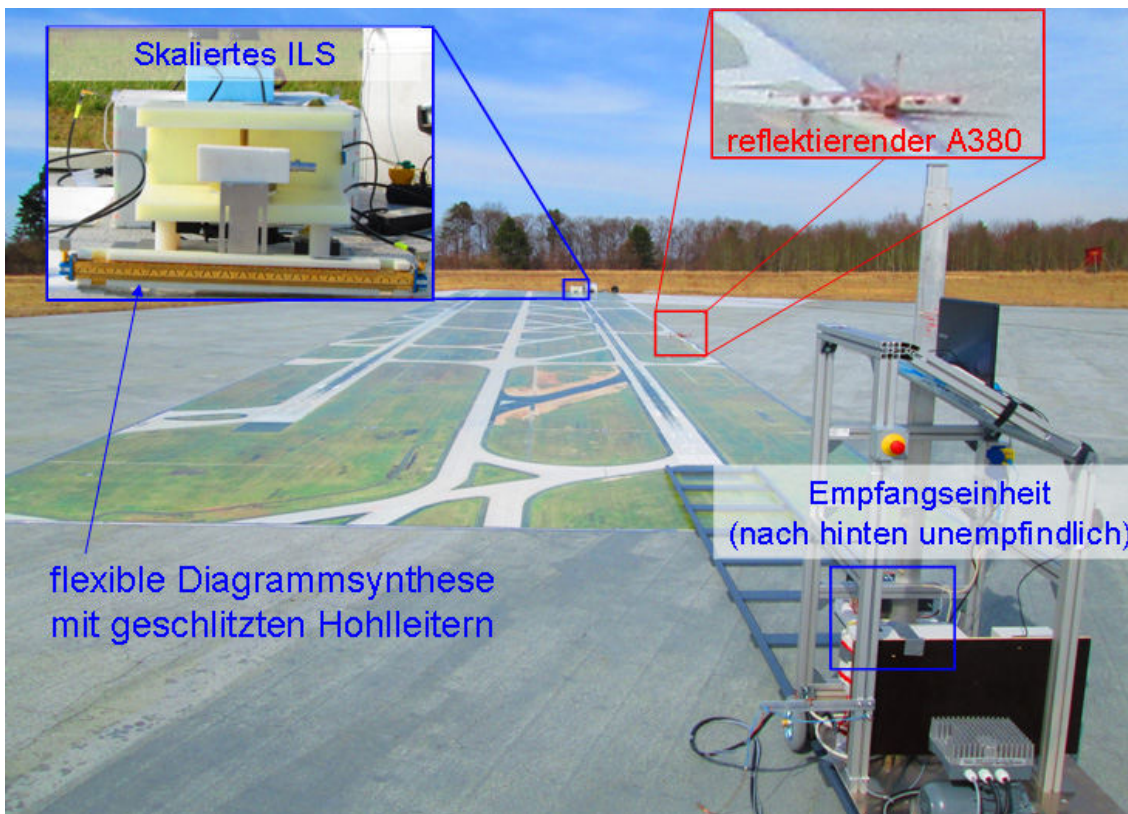 Skaliertes ILS
reflektierender A380
Empfangseinheit
(nach hinten unempfindlich)
flexible Diagrammsynthese
mit geschlitzten Hohlleitern